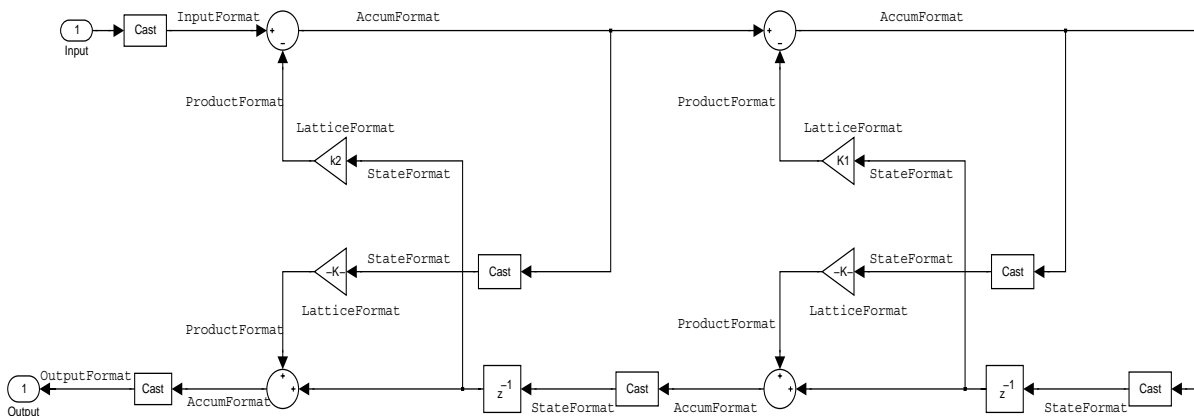 InputFormat
AccumFormat
AccumFormat
1
Cast
+
−
+
−
Input
ProductFormat
ProductFormat
LatticeFormat
LatticeFormat
k2
K1
StateFormat
StateFormat
StateFormat
StateFormat
−K−
Cast
−K−
Cast
LatticeFormat
LatticeFormat
ProductFormat
ProductFormat
OutputFormat
1
Cast
+
+
z−1
Cast
+
+
z−1
Cast
AccumFormat
StateFormat
AccumFormat
StateFormat
Output